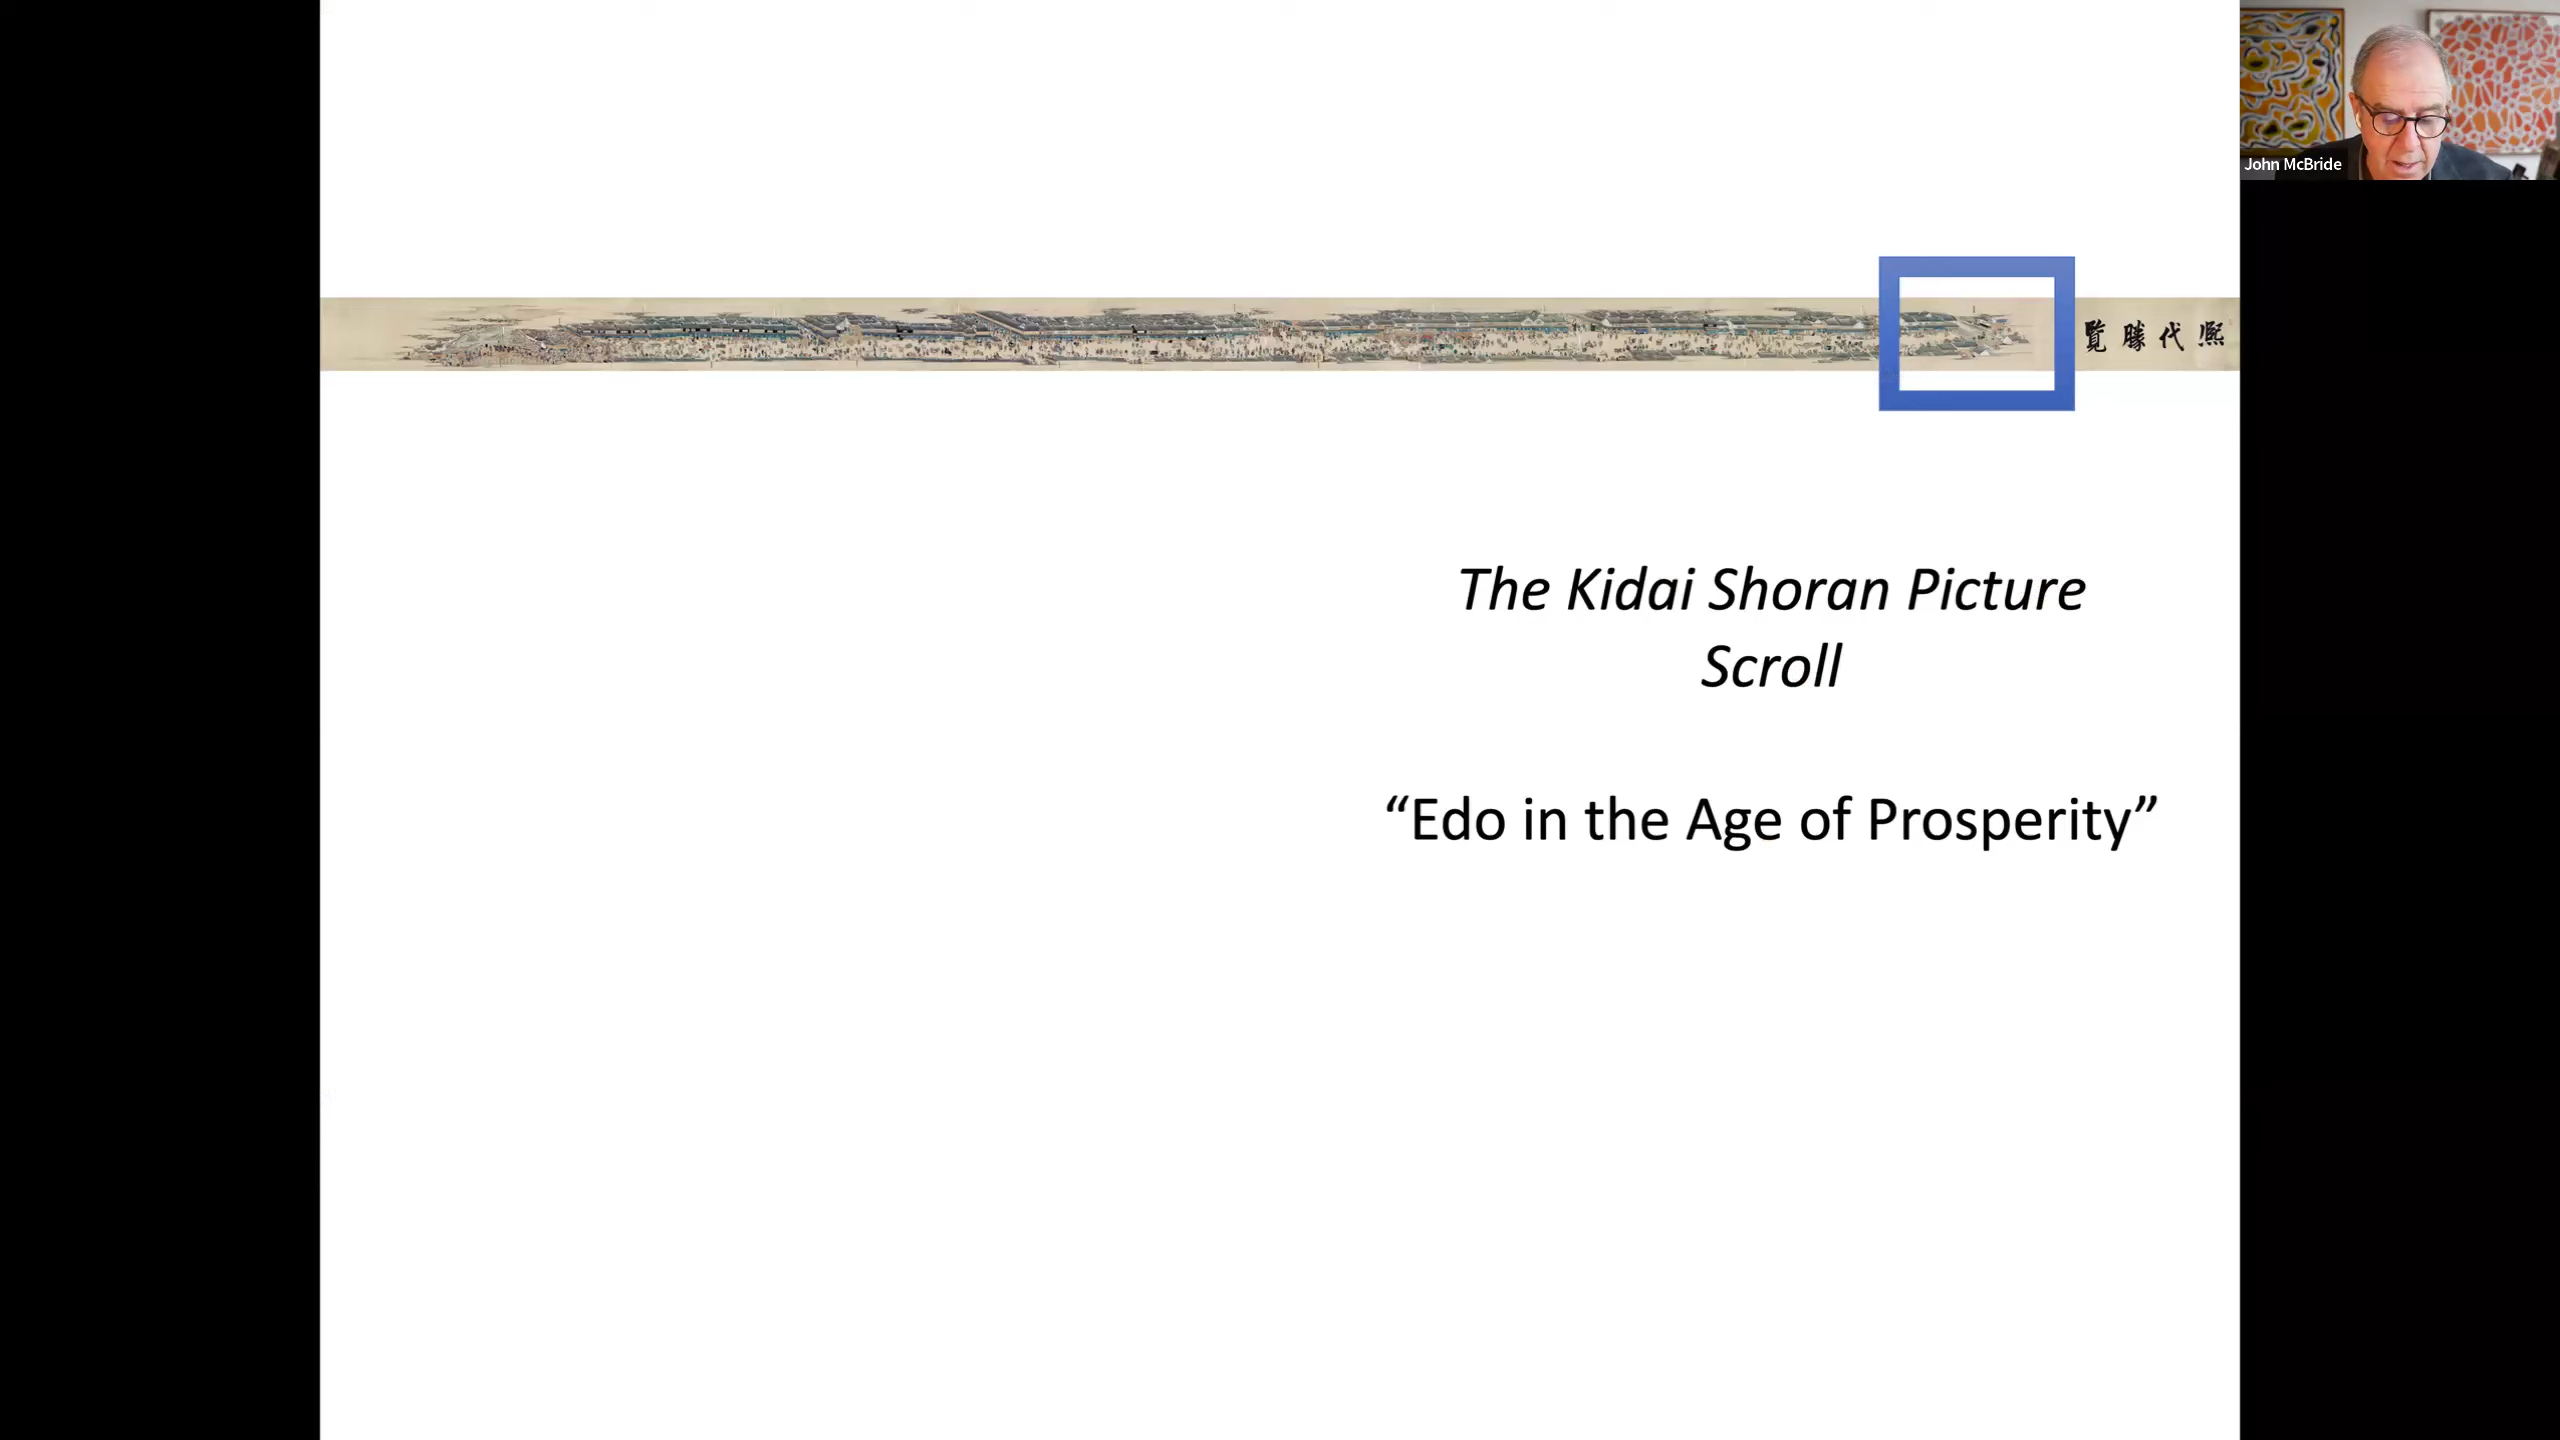 John McBride
熈代勝覧
The Kidai Shoran Picture
Scroll
“Edo in the Age of Prosperity”